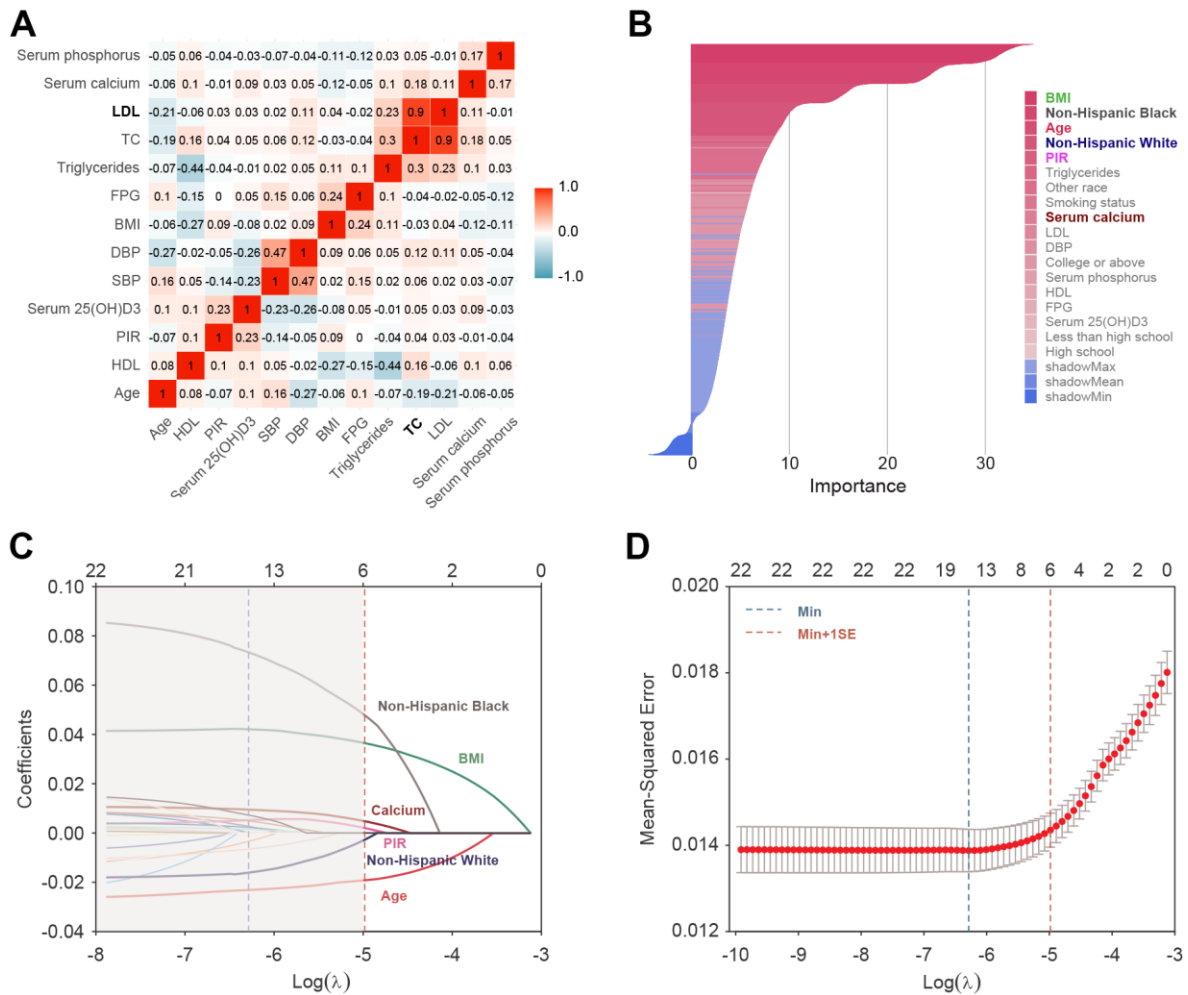 A
Serum phosphorus -0.05 0.06 -0.04 -0.03 -0.07 -0.04 -0.11 -0.12 0.03 0.05 -0.01 0.17 1
Serum calcium -0.06 0.1 -0.01 0.09 0.03 0.05 -0.12 -0.05 0.1 0.18 0.11 1 0.17
LDL -0.21 -0.06 0.03 0.03 0.02 0.11 0.04 -0.02 0.23 0.9 1 0.11 -0.01
TC -0.19 0.16 0.04 0.05 0.06 0.12 -0.03 -0.04 0.3 1 0.9 0.18 0.05
Triglycerides -0.07 -0.44 -0.04 -0.01 0.02 0.05 0.11 0.1 1 0.3 0.23 0.1 0.03
FPG 0.1 -0.15 0 0.05 0.15 0.06 0.24 1 0.1 -0.04 -0.02 -0.05 -0.12
BMI -0.06 -0.27 0.09 -0.08 0.02 0.09 1 0.24 0.11 -0.03 0.04 -0.12 -0.11
DBP -0.27 -0.02 -0.05 -0.26 0.47 1 0.09 0.06 0.05 0.12 0.11 0.05 -0.04
SBP 0.16 0.05 -0.14 -0.23 1 0.47 0.02 0.15 0.02 0.06 0.02 0.03 -0.07
Serum 25(OH)D3 0.1 0.1 0.23 1 -0.23 -0.26 -0.08 0.05 -0.01 0.05 0.03 0.09 -0.03
PIR -0.07 0.1 1 0.23 -0.14 -0.05 0.09 0 -0.04 0.04 0.03 -0.01 -0.04
HDL 0.08 1 0.1 0.1 0.05 -0.02 -0.27 -0.15 -0.44 0.16 -0.06 0.1 0.06
Age 1 0.08 -0.07 0.1 0.16 -0.27 -0.06 0.1 -0.07 -0.19 -0.21 -0.06 -0.05
Age HDL PIR Serum 25(OH)D3 SBP DBP BMI FPG Triglycerides TC LDL Serum calcium Serum phosphorus
1.0
0.0
-1.0
B
BMI
Non-Hispanic Black
Age
Non-Hispanic White
PIR
Triglycerides
Other race
Smoking status
Serum calcium
LDL
DBP
College or above
Serum phosphorus
HDL
FPG
Serum 25(OH)D3
Less than high school
High school
shadowMax
shadowMean
shadowMin
0 10 20 30
Importance
C
22 21 13 6 2 0
0.10
0.08
0.06
0.04
0.02
0.00
-0.02
-0.04
Coefficients
Non-Hispanic Black
BMI
Calcium
PIR
Non-Hispanic White
Age
-8 -7 -6 -5 -4 -3
Log(λ)
D
22 22 22 22 22 22 19 13 8 6 4 2 2 0
0.020
0.018
0.016
0.014
0.012
Mean-Squared Error
Min
Min+1SE
-10 -9 -8 -7 -6 -5 -4 -3
Log(λ)